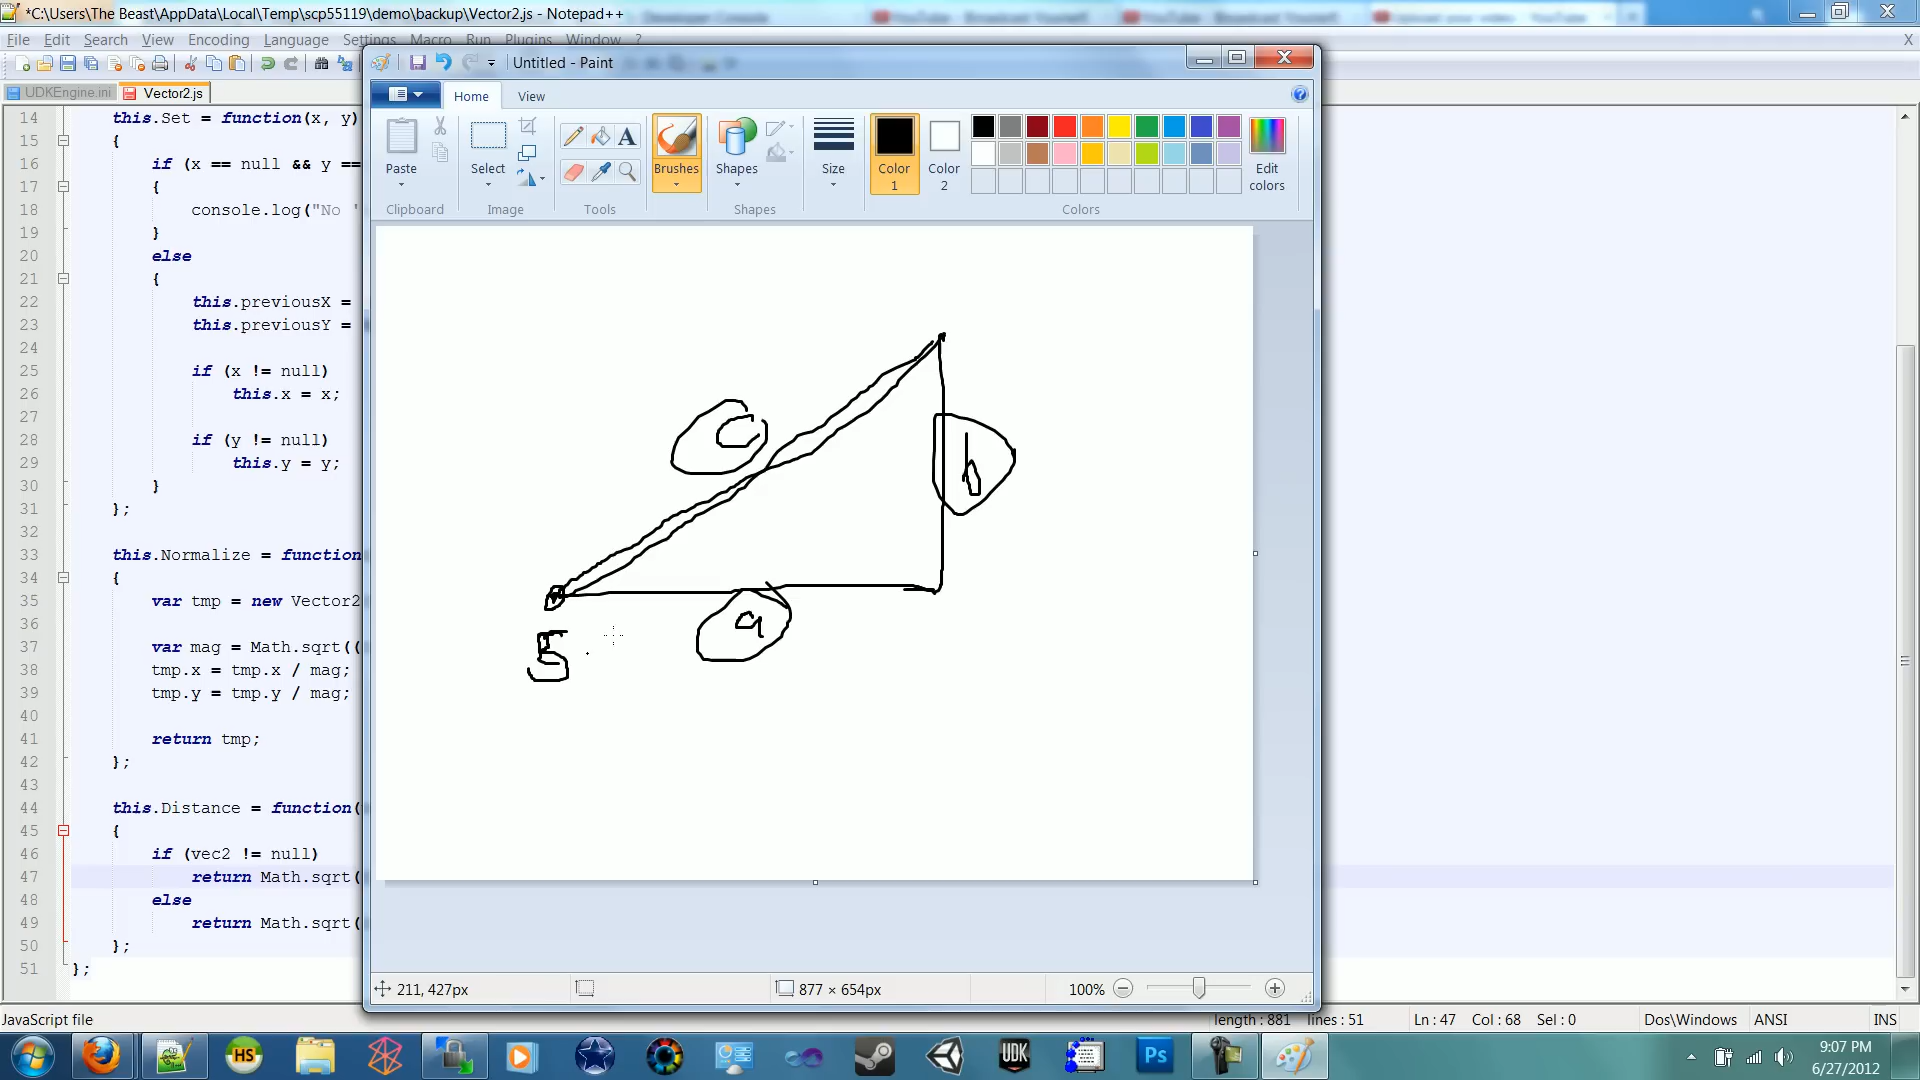 *C:\Users\The Beast\AppData\Local\Temp\scp55119\demo\backup\Vector2.js - Notepad++
File Edit Search View Encoding Language Settings Macro Run Plugins Window ? X
UDKEngine.ini Vector2.js
Untitled - Paint
Home View
Paste
Select
Brushes
Shapes
Size
Color 1
Color 2
Edit colors
Clipboard Image Tools Shapes Colors
14 this.Set = function(x, y)
15 {
16 if (x == null && y ==
17 {
18 console.log("No '
19 }
20 else
21 {
22 this.previousX =
23 this.previousY =
24
25 if (x != null)
26 this.x = x;
27
28 if (y != null)
29 this.y = y;
30 }
31 };
32
33 this.Normalize = function
34 {
35 var tmp = new Vector2
36
37 var mag = Math.sqrt((
38 tmp.x = tmp.x / mag;
39 tmp.y = tmp.y / mag;
40
41 return tmp;
42 };
43
44 this.Distance = function(
45 {
46 if (vec2 != null)
47 return Math.sqrt(
48 else
49 return Math.sqrt(
50 };
51 };
C
b
a
5
211, 427px 877 × 654px 100%
JavaScript file length : 881 lines : 51 Ln : 47 Col : 68 Sel : 0 Dos\Windows ANSI INS
HS UDK Ps
9:07 PM
6/27/2012